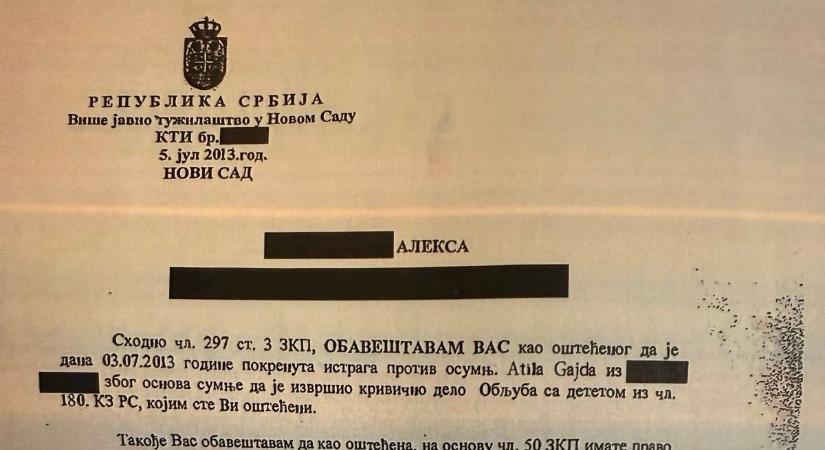 РЕПУБЛИКА СРБИЈА
Више јавно тужилаштво у Новом Саду
КТИ бр.
5. јул 2013.год.
НОВИ САД
АЛЕКСА
Сходно чл. 297 ст. 3 ЗКП, ОБАВЕШТАВАМ ВАС као оштећеног да је
дана 03.07.2013 године покренута истрага против осумњ. Atila Gajda из
због основа сумње да је извршио кривично дело Обљуба са дететом из чл.
180. КЗ РС, којим сте Ви оштећени.
Такође Вас обавештавам да као оштећена, на основу чл. 50 ЗКП имате право